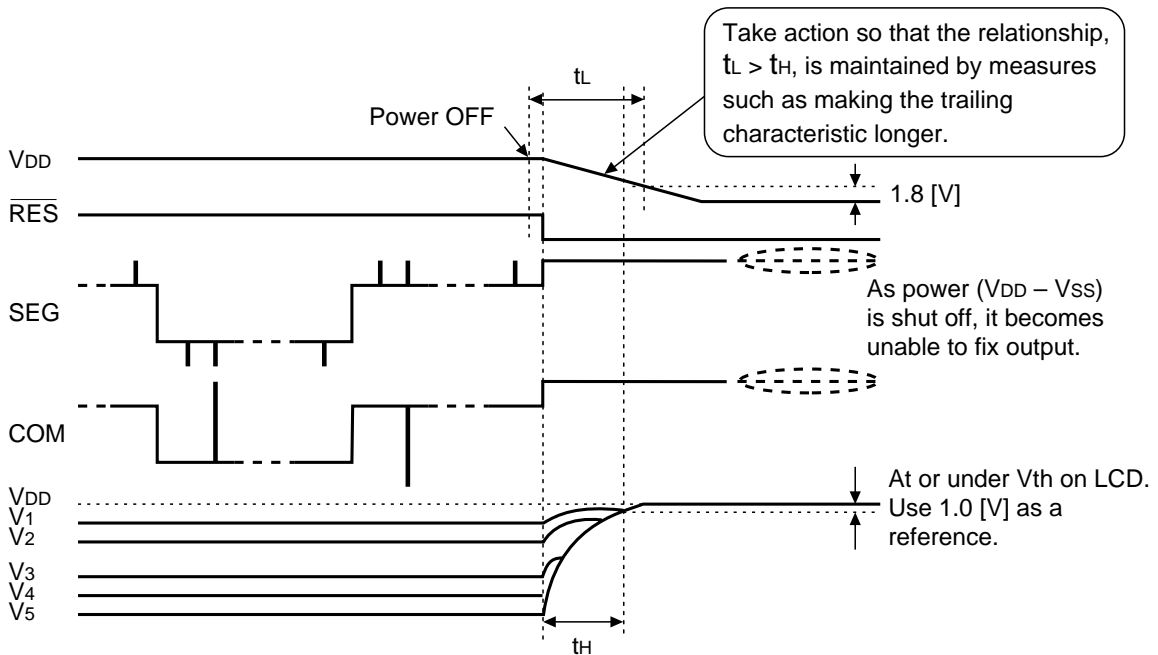 Take action so that the relationship,
tL > tH, is maintained by measures
such as making the trailing
characteristic longer.
tL
Power OFF
VDD
1.8 [V]
RES
SEG
As power (VDD – VSS)
is shut off, it becomes
unable to fix output.
COM
VDD
V1
V2
V3
V4
V5
At or under Vth on LCD.
Use 1.0 [V] as a
reference.
tH